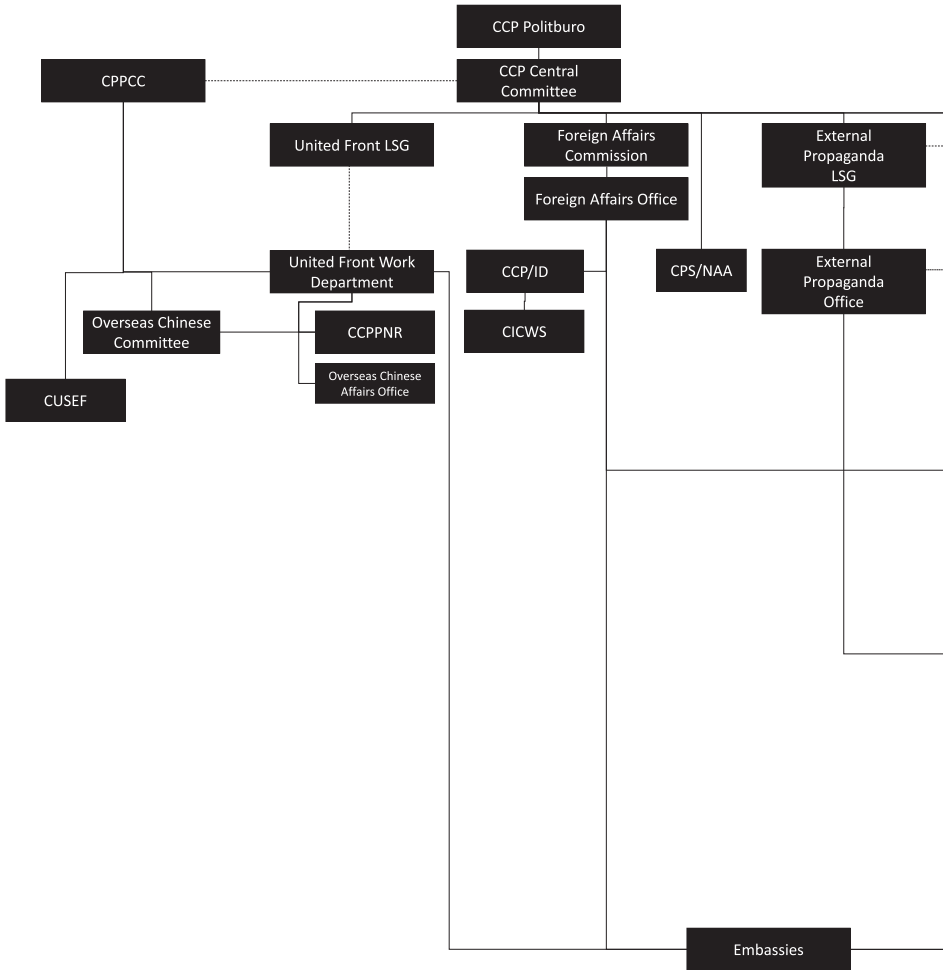 CCP Politburo
CPPCC
CCP Central
Committee
United Front LSG
Foreign Affairs
Commission
External
Propaganda
LSG
Foreign Affairs Office
United Front Work
Department
CCP/ID
CPS/NAA
External
Propaganda
Office
Overseas Chinese
Committee
CCPPNR
CICWS
Overseas Chinese
Affairs Office
CUSEF
Embassies